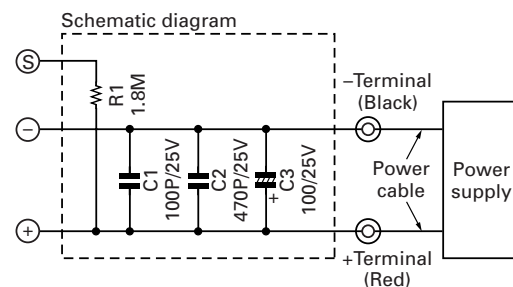 Schematic diagram
S
R1
1.8M
−Terminal
(Black)
−
C1
100P/25V
C2
470P/25V
+
C3
100/25V
Power
cable
Power
supply
+
+Terminal
(Red)